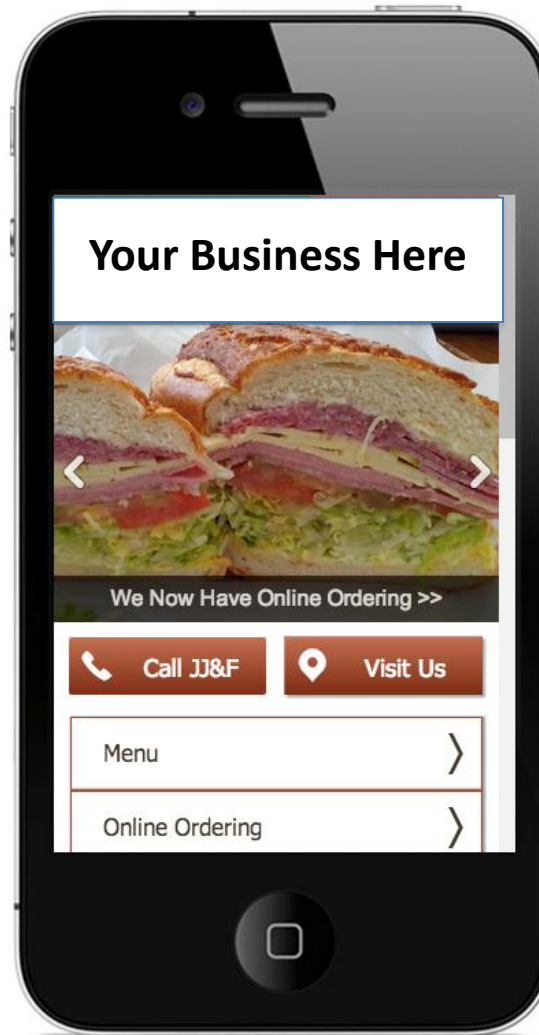 Your Business Here
We Now Have Online Ordering >>
Call JJ&F
Visit Us
Menu
Online Ordering